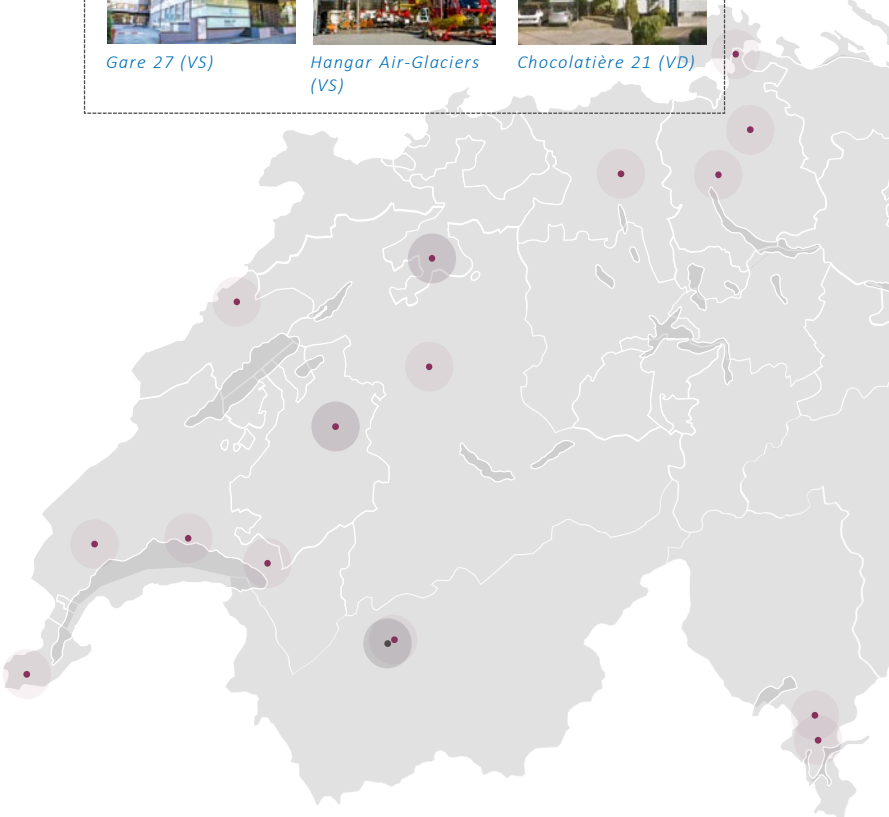 Gare 27 (VS)
Hangar Air-Glaciers
(VS)
Chocolatière 21 (VD)